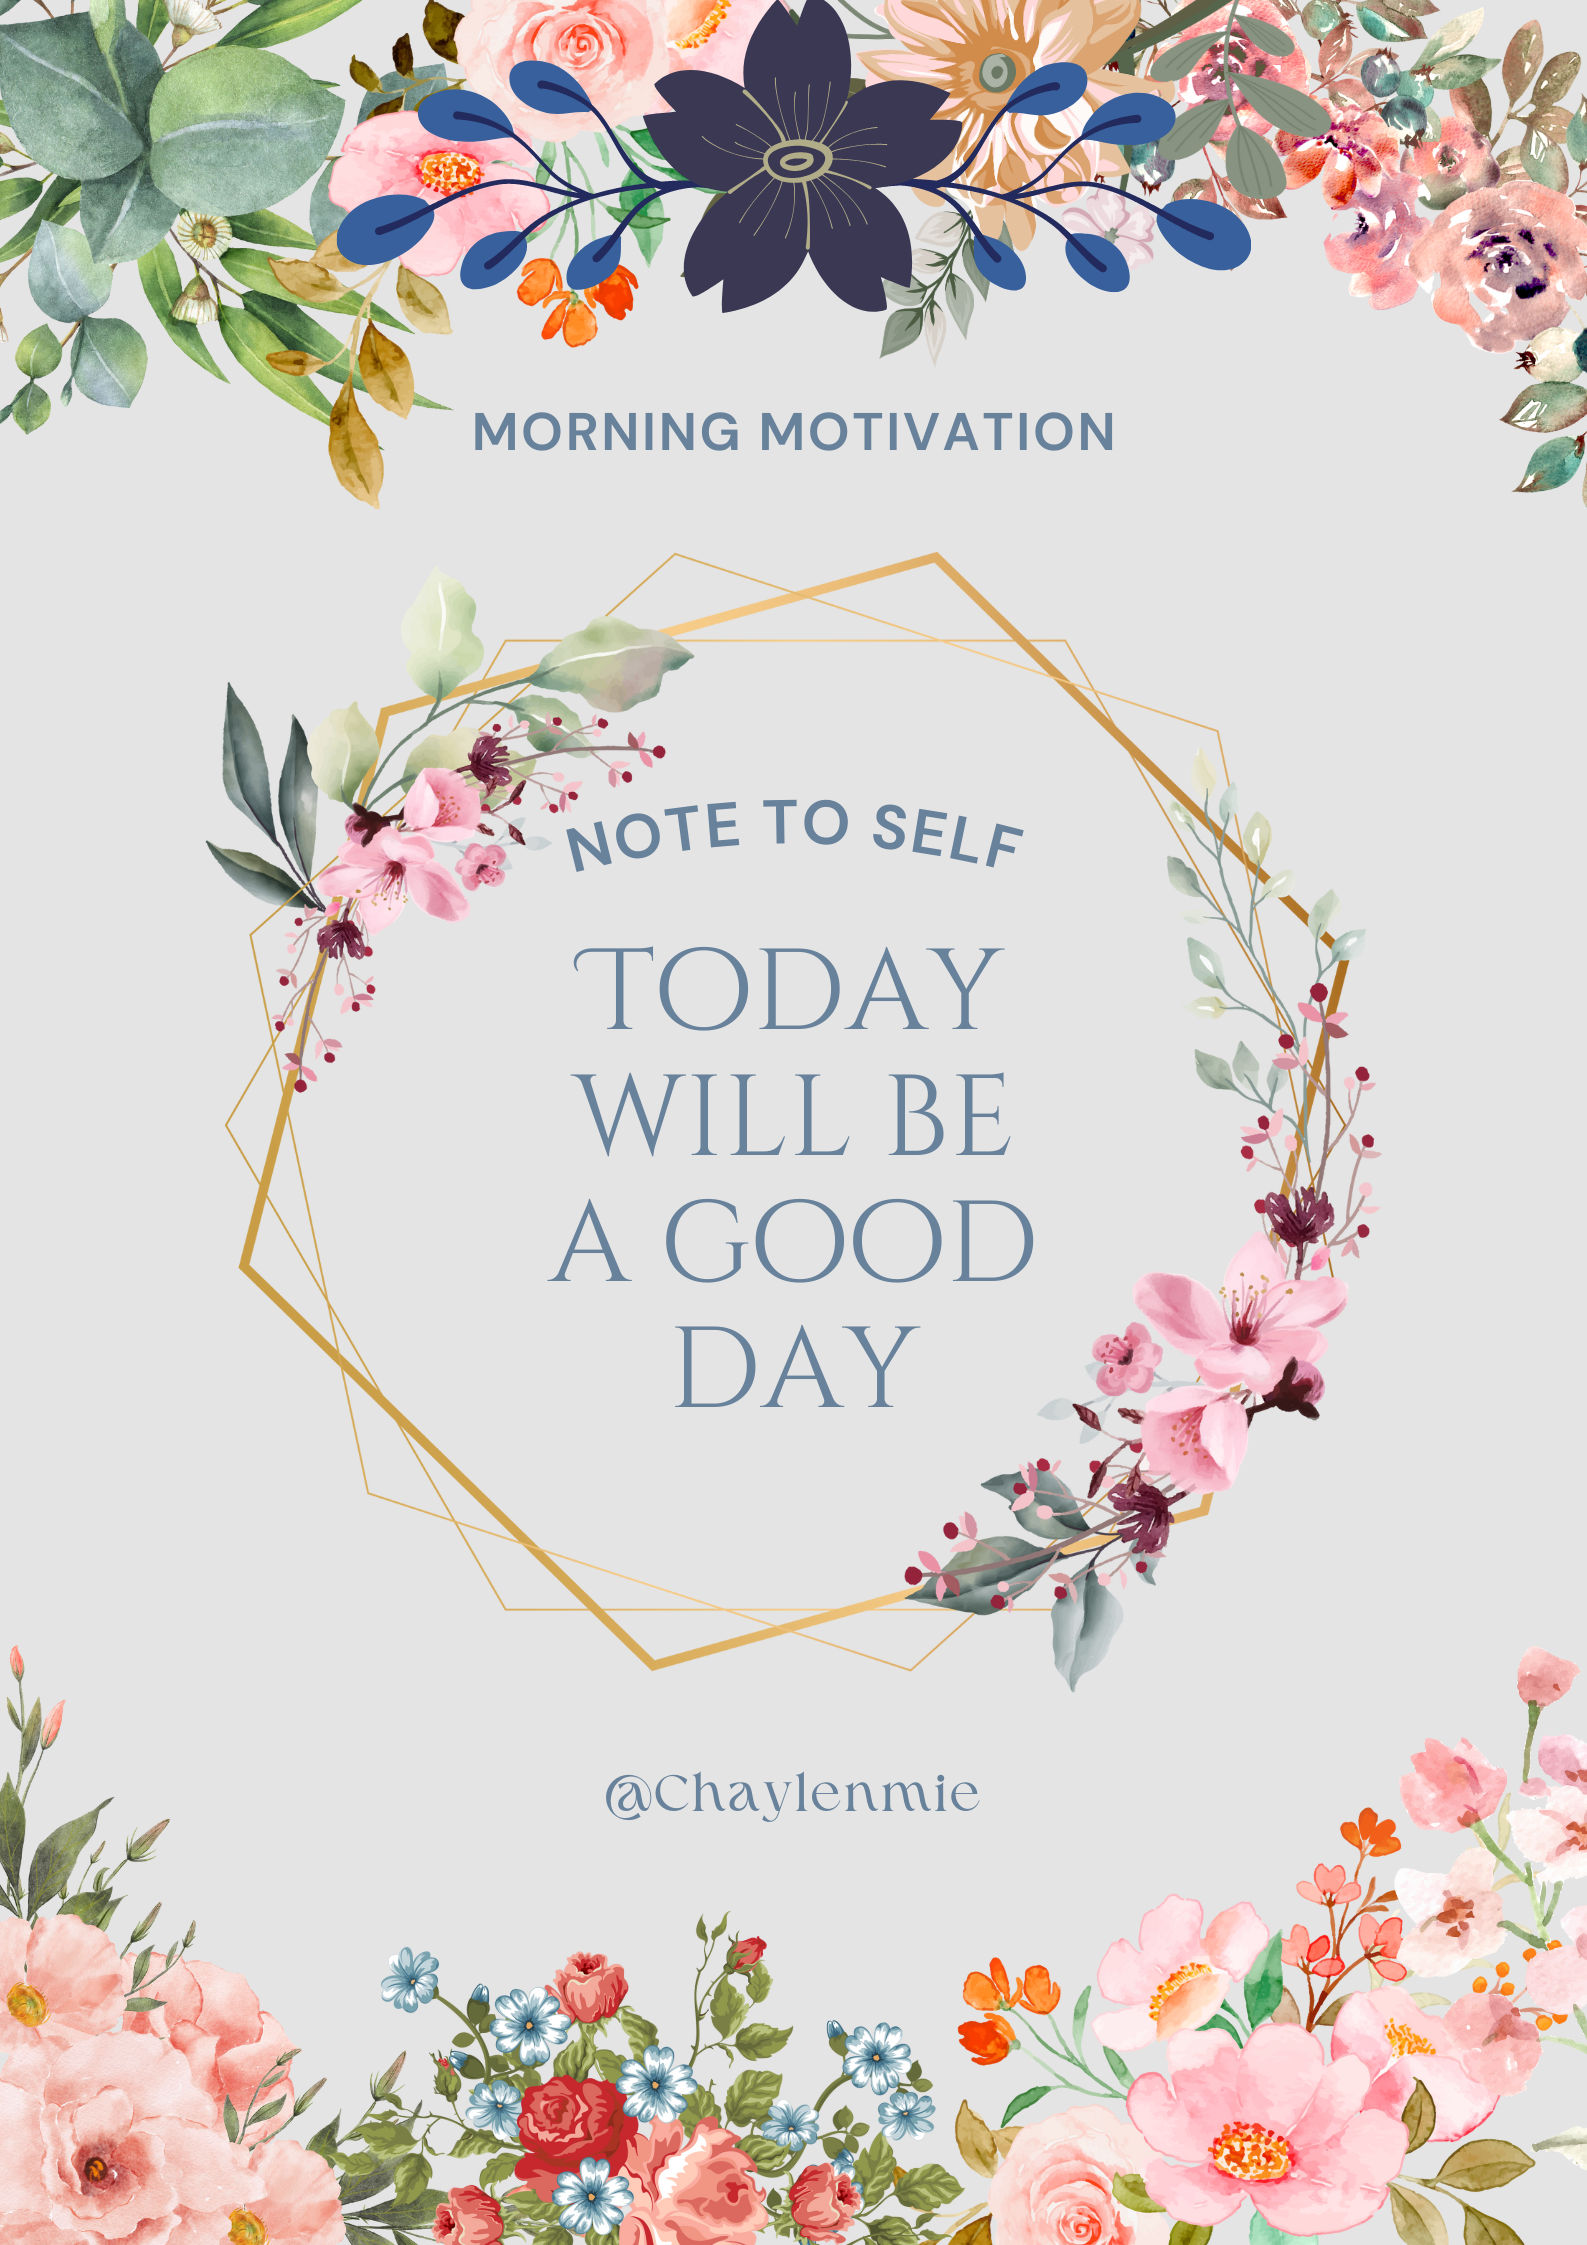 MORNING MOTIVATION
NOTE TO SELF
TODAY
WILL BE
A GOOD
DAY
@Chaylenmie